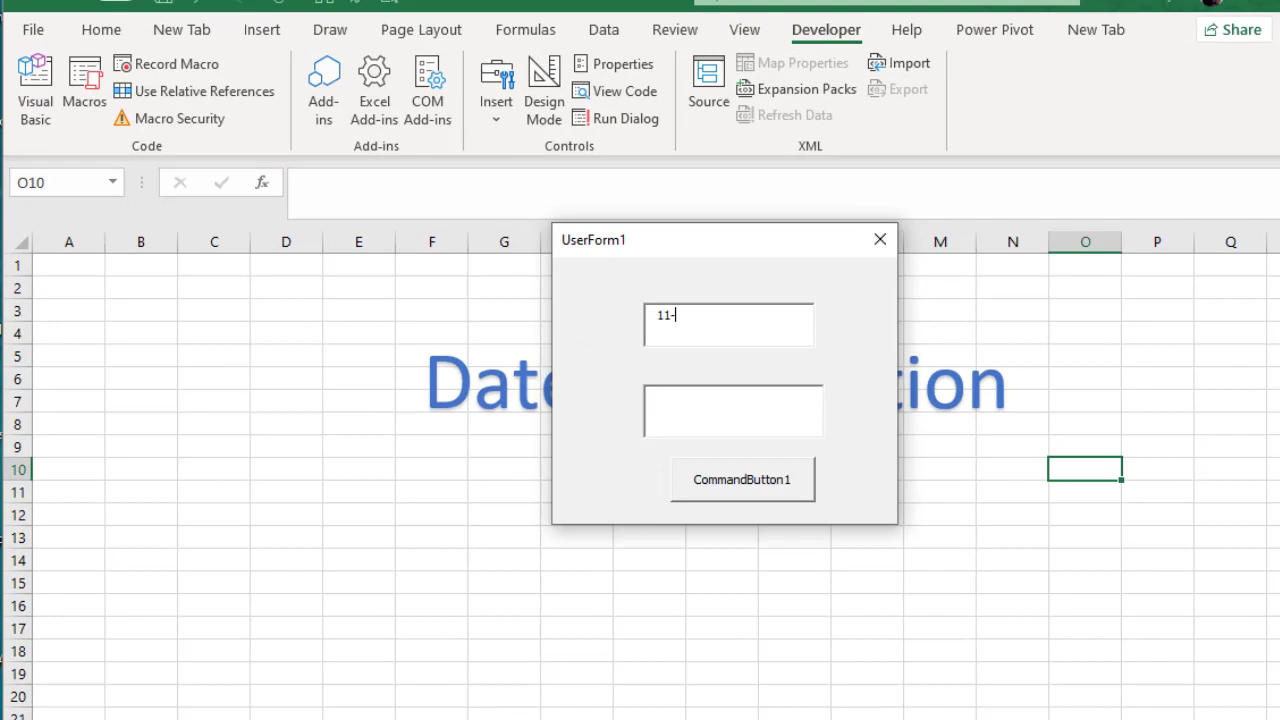 File Home New Tab Insert Draw Page Layout Formulas Data Review View Developer Help Power Pivot New Tab Share
Visual Basic
Macros
Record Macro
Use Relative References
Macro Security
Code
Add-ins
Excel Add-ins
COM Add-ins
Add-ins
Insert
Design Mode
Properties
View Code
Run Dialog
Controls
Source
Map Properties
Expansion Packs
Refresh Data
Import
Export
XML
O10
fx
A B C D E F G M N O P Q
UserForm1
11-
CommandButton1
Date tion
1
2
3
4
5
6
7
8
9
10
11
12
13
14
15
16
17
18
19
20
21